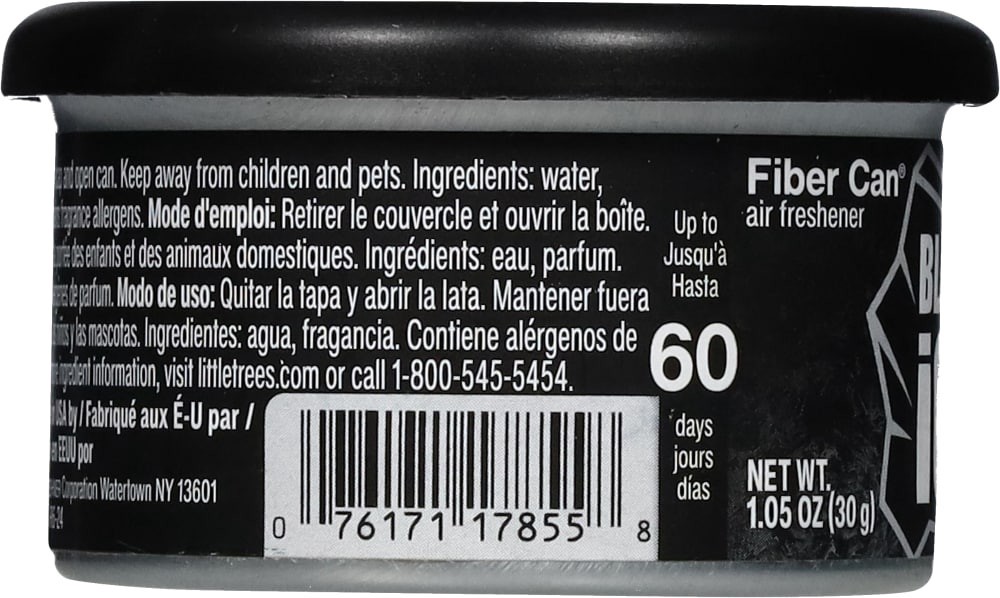 and open can. Keep away from children and pets. Ingredients: water,
fragrance allergens. Mode d'emploi: Retirer le couvercle et ouvrir la boîte.
des enfants et des animaux domestiques. Ingrédients: eau, parfum.
de parfum. Modo de uso: Quitar la tapa y abrir la lata. Mantener fuera
y las mascotas. Ingredientes: agua, fragancia. Contiene alérgenos de
ingredient information, visit littletrees.com or call 1-800-545-5454.
USA by / Fabriqué aux É-U par /
en EEUU por
Corporation Watertown NY 13601
0 76171 17855 8
Up to
Jusqu'à
Hasta
60
days
jours
días
Fiber Can®
air freshener
NET WT.
1.05 OZ (30 g)